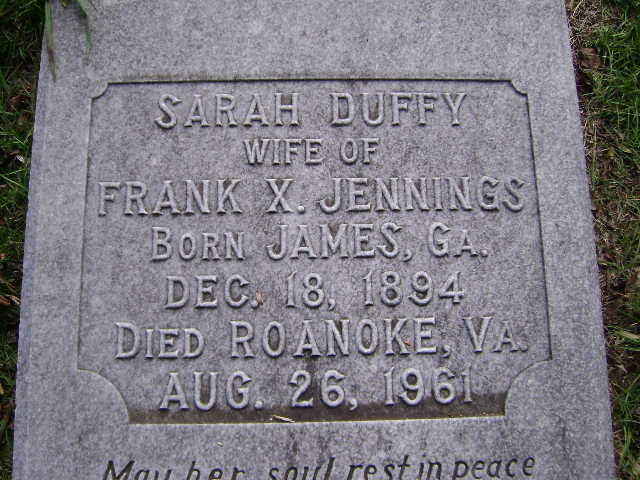 SARAH DUFFY
WIFE OF
FRANK X. JENNINGS
BORN JAMES, GA.
DEC. 18, 1894
DIED ROANOKE, VA.
AUG. 26, 1961
May her soul rest in peace